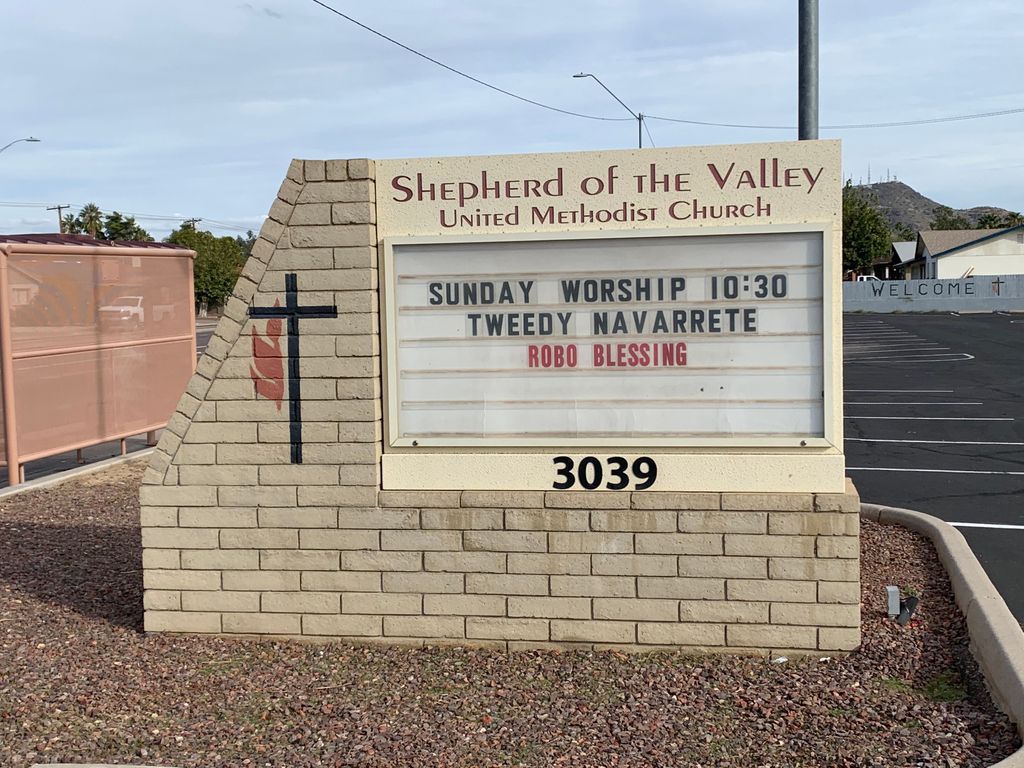 Shepherd of the Valley
United Methodist Church
SUNDAY WORSHIP 10:30
TWEEDY NAVARRETE
ROBO BLESSING
3039
WELCOME